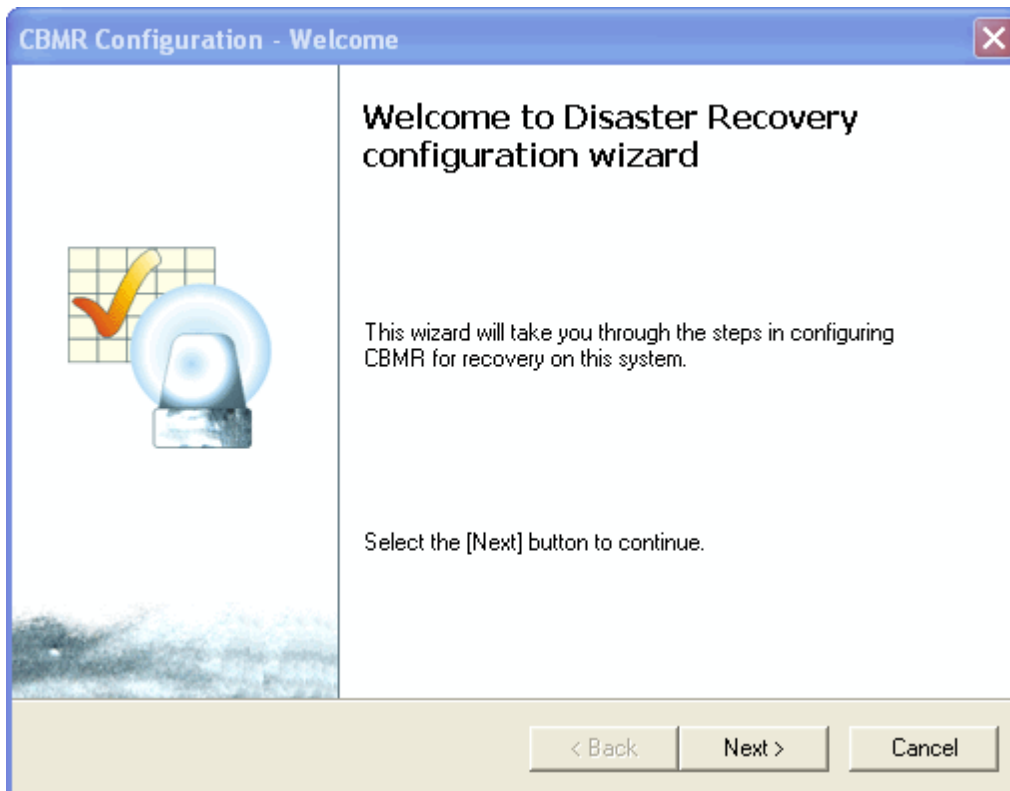 CBMR Configuration - Welcome
Welcome to Disaster Recovery
configuration wizard
This wizard will take you through the steps in configuring
CBMR for recovery on this system.
Select the [Next] button to continue.
< Back
Next >
Cancel